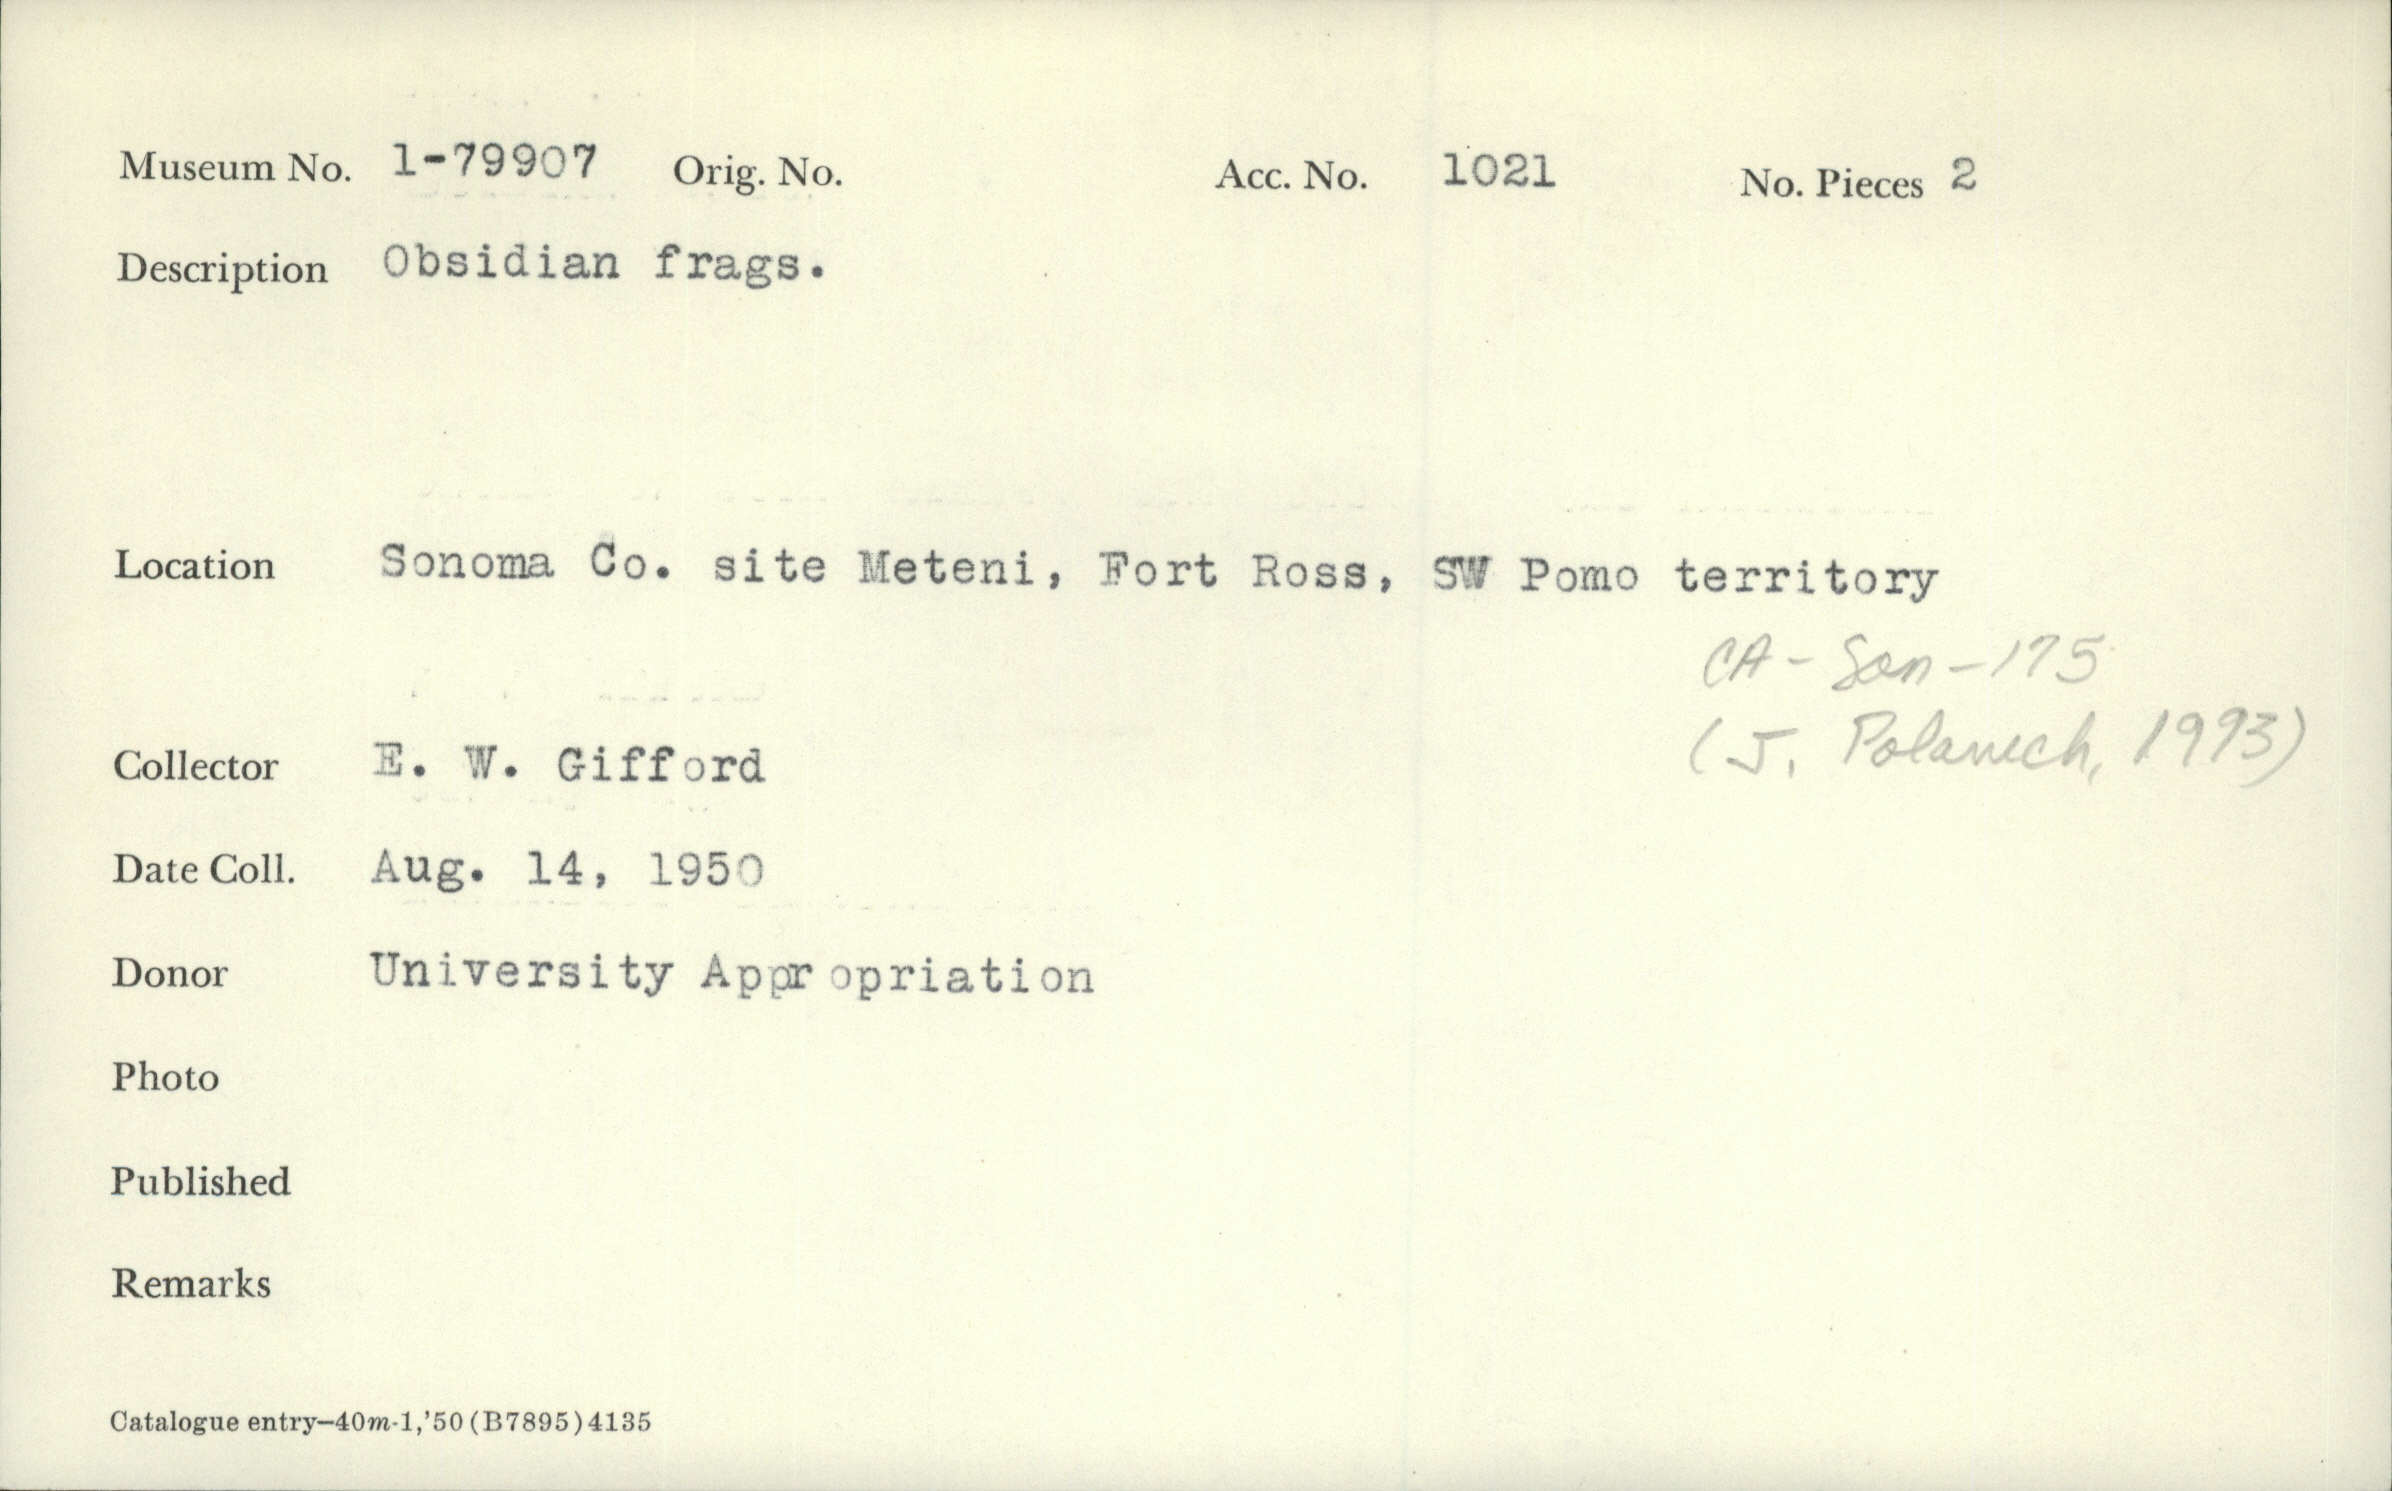 Museum No. 1-79907 Orig. No. Acc. No. 1021 No. Pieces 2
Description Obsidian frags.
Location Sonoma Co. site Meteni, Fort Ross, SW Pomo territory
CA-Son-175
(J. Polanich, 1993)
Collector E. W. Gifford
Date Coll. Aug. 14, 1950
Donor University Appropriation
Photo
Published
Remarks
Catalogue entry—40m-1,'50 (B7895) 4135